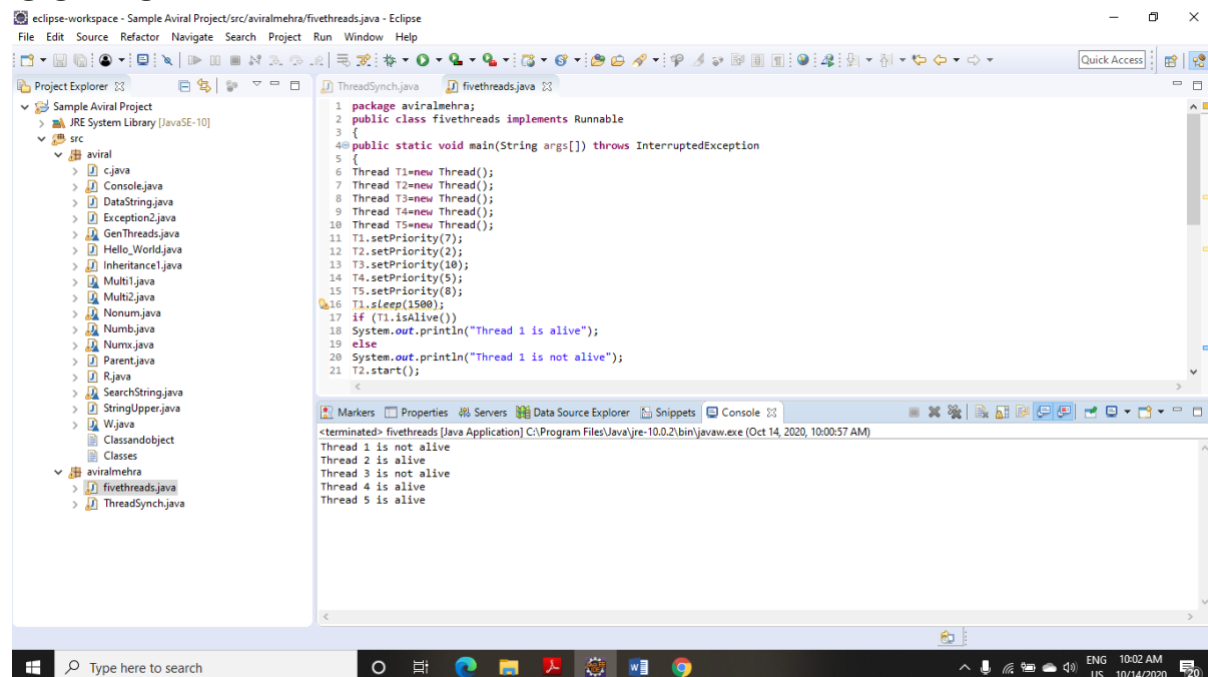 eclipse-workspace - Sample Aviral Project/src/aviralmehra/fivethreads.java - Eclipse
File Edit Source Refactor Navigate Search Project Run Window Help
Quick Access
Project Explorer
Sample Aviral Project
JRE System Library [JavaSE-10]
src
aviral
c.java
Console.java
DataString.java
Exception2.java
GenThreads.java
Hello_World.java
Inheritance1.java
Multi1.java
Multi2.java
Nonum.java
Numb.java
Numx.java
Parent.java
R.java
SearchString.java
StringUpper.java
W.java
Classandobject
Classes
aviralmehra
fivethreads.java
ThreadSynch.java
ThreadSynch.java fivethreads.java
1 package aviralmehra;
2 public class fivethreads implements Runnable
3 {
4 public static void main(String args[]) throws InterruptedException
5 {
6 Thread T1=new Thread();
7 Thread T2=new Thread();
8 Thread T3=new Thread();
9 Thread T4=new Thread();
10 Thread T5=new Thread();
11 T1.setPriority(7);
12 T2.setPriority(2);
13 T3.setPriority(10);
14 T4.setPriority(5);
15 T5.setPriority(8);
16 T1.sleep(1500);
17 if (T1.isAlive())
18 System.out.println("Thread 1 is alive");
19 else
20 System.out.println("Thread 1 is not alive");
21 T2.start();
Markers Properties Servers Data Source Explorer Snippets Console
<terminated> fivethreads [Java Application] C:\Program Files\Java\jre-10.0.2\bin\javaw.exe (Oct 14, 2020, 10:00:57 AM)
Thread 1 is not alive
Thread 2 is alive
Thread 3 is not alive
Thread 4 is alive
Thread 5 is alive
Type here to search
ENG 10:02 AM
US 10/14/2020
20